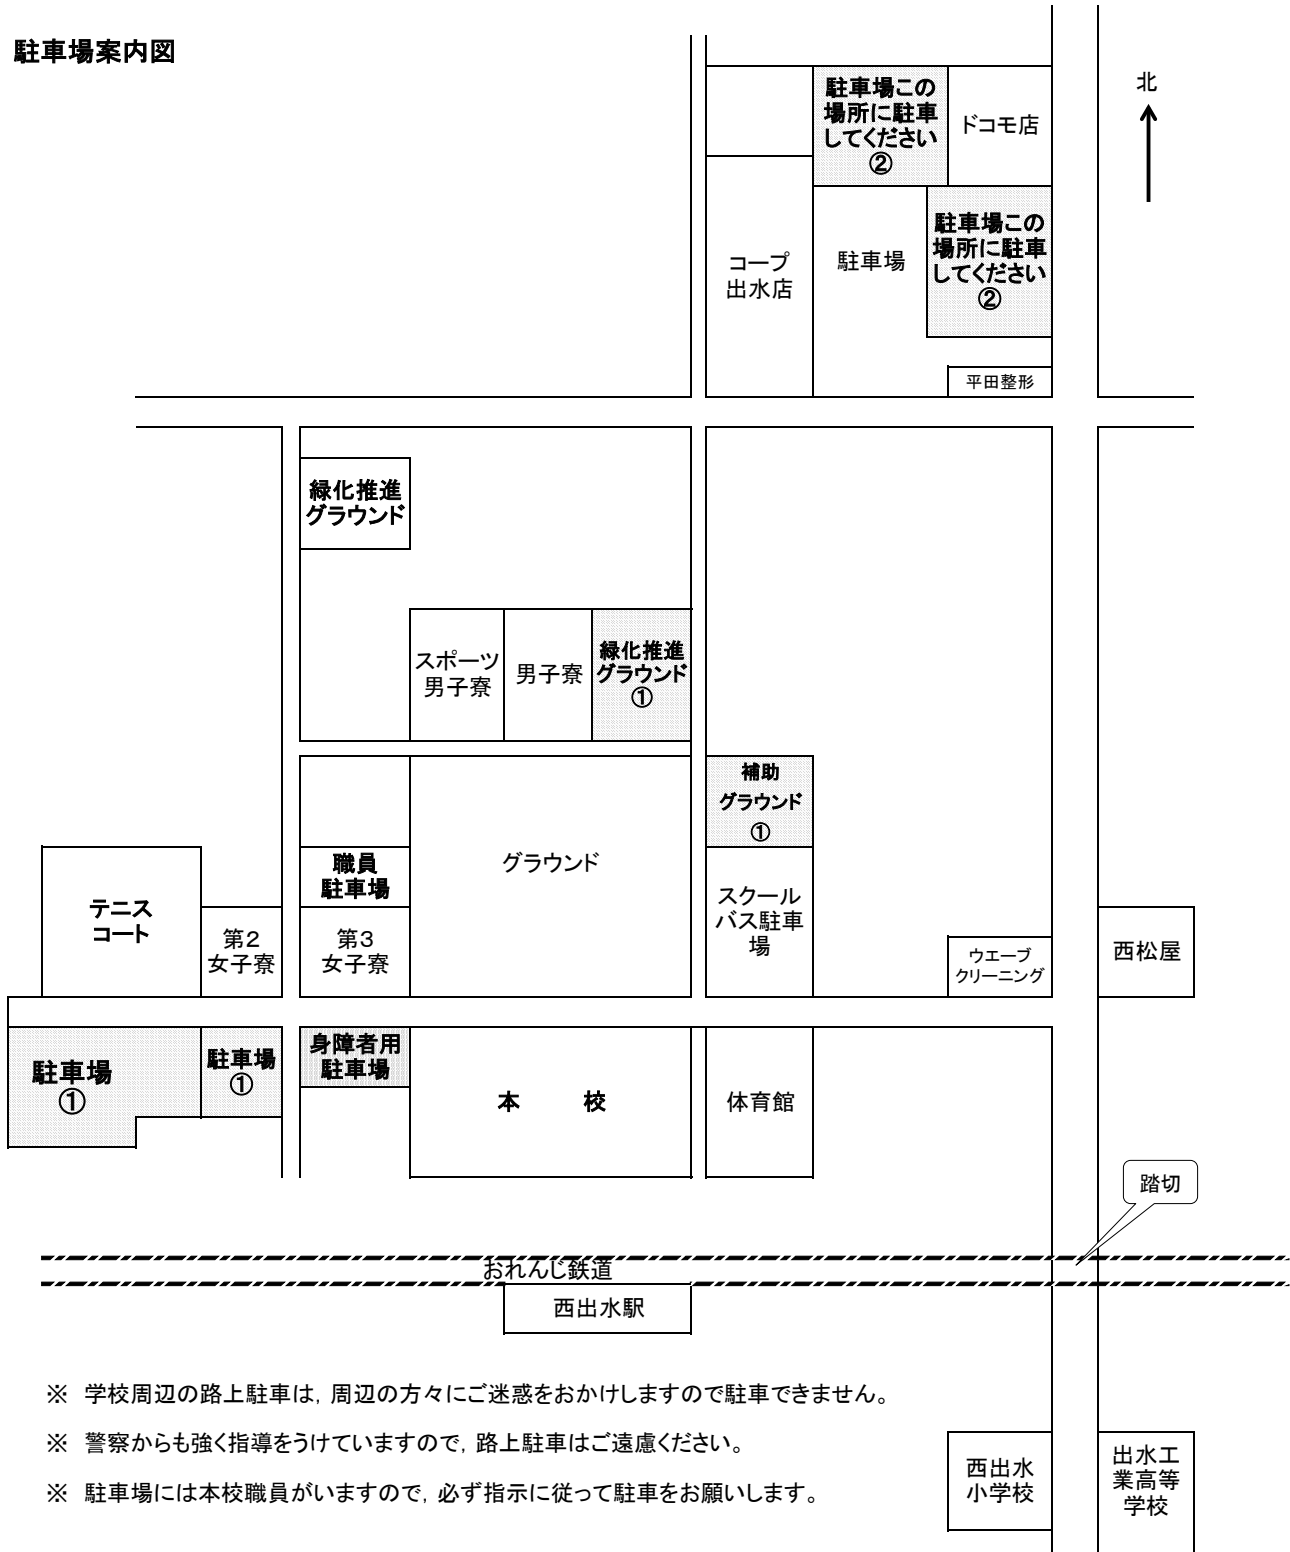 駐車場案内図
北
駐車場この
場所に駐車
してください
②
ドコモ店
駐車場この
場所に駐車
してください
②
コープ
出水店
駐車場
平田整形
緑化推進
グラウンド
スポーツ
男子寮
男子寮
緑化推進
グラウンド
①
補助
グラウンド
①
職員
駐車場
グラウンド
テニス
コート
第2
女子寮
第3
女子寮
スクール
バス駐車
場
ウエーブ
クリーニング
西松屋
駐車場
①
駐車場
①
身障者用
駐車場
本　　校
体育館
踏切
おれんじ鉄道
西出水駅
※ 学校周辺の路上駐車は，周辺の方々にご迷惑をおかけしますので駐車できません。
※ 警察からも強く指導をうけていますので，路上駐車はご遠慮ください。
※ 駐車場には本校職員がいますので，必ず指示に従って駐車をお願いします。
西出水
小学校
出水工
業高等
学校